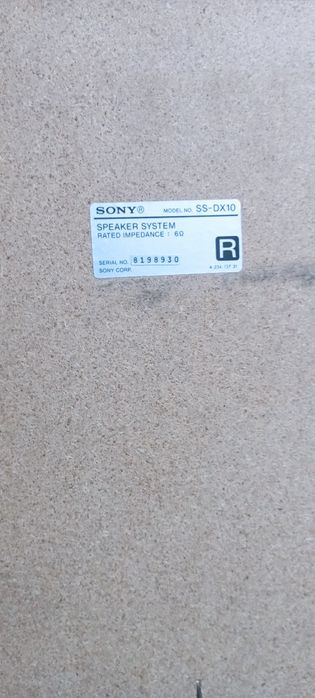 SONY® MODEL NO. SS-DX10
SPEAKER SYSTEM
RATED IMPEDANCE : 6Ω
R
SERIAL NO. 8198930
SONY CORP.